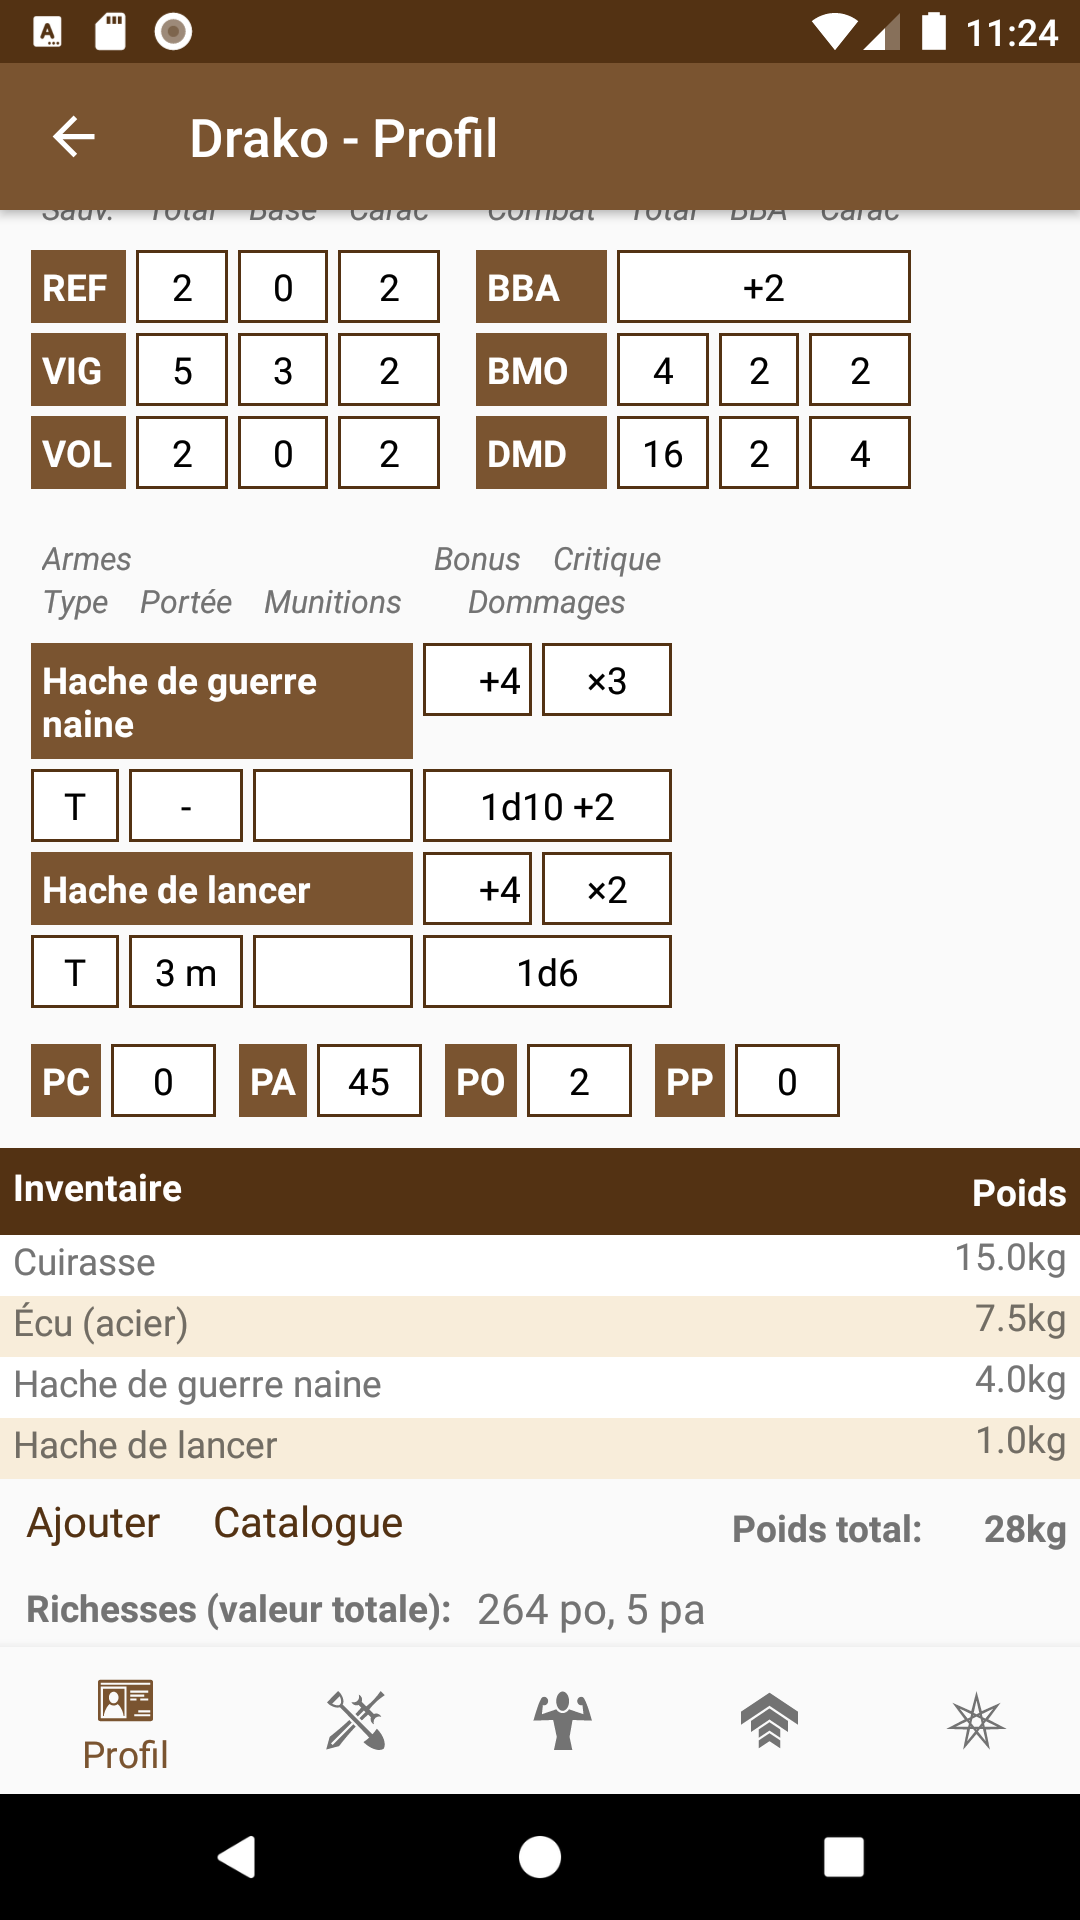 11:24
Drako - Profil
Sauv. Total Base Carac Combat Total BBA Carac
REF 2 0 2 BBA +2
VIG 5 3 2 BMO 4 2 2
VOL 2 0 2 DMD 16 2 4
Armes Bonus Critique
Type Portée Munitions Dommages
Hache de guerre
naine
+4 ×3
T - 1d10 +2
Hache de lancer +4 ×2
T 3 m 1d6
PC 0 PA 45 PO 2 PP 0
Inventaire Poids
Cuirasse 15.0kg
Écu (acier) 7.5kg
Hache de guerre naine 4.0kg
Hache de lancer 1.0kg
Ajouter Catalogue Poids total: 28kg
Richesses (valeur totale): 264 po, 5 pa
Profil